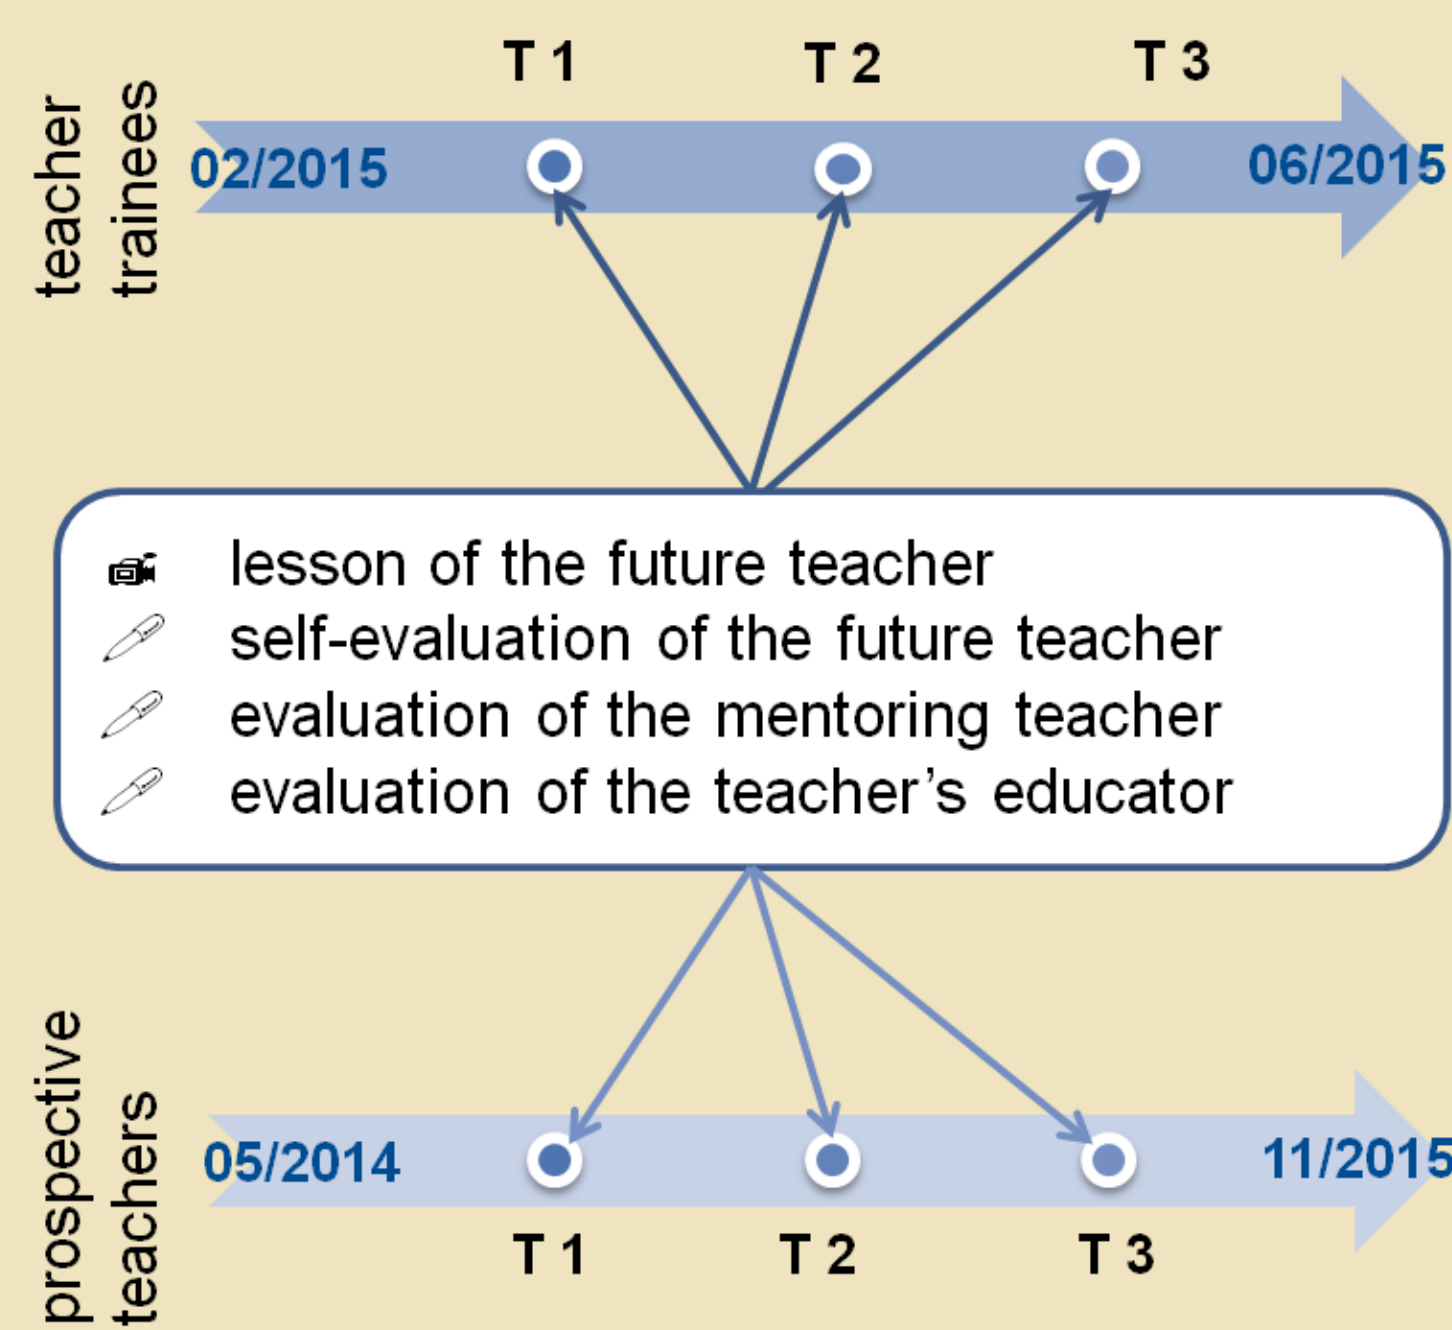 T 1 T 2 T 3
teacher
trainees
02/2015 06/2015
lesson of the future teacher
self-evaluation of the future teacher
evaluation of the mentoring teacher
evaluation of the teacher’s educator
prospective
teachers
05/2014 11/2015
T 1 T 2 T 3